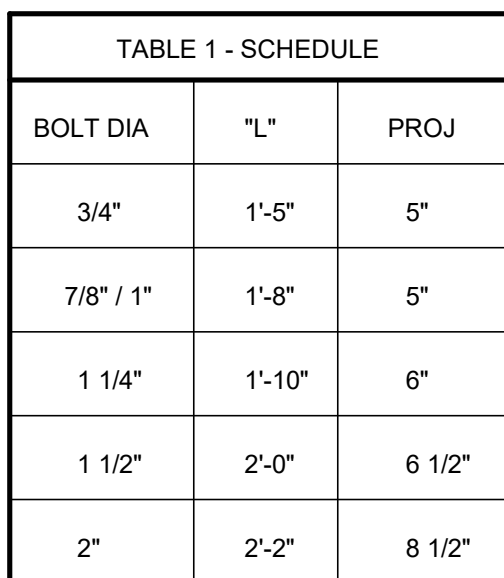 TABLE 1 - SCHEDULE
BOLT DIA "L" PROJ
3/4" 1'-5" 5"
7/8" / 1" 1'-8" 5"
1 1/4" 1'-10" 6"
1 1/2" 2'-0" 6 1/2"
2" 2'-2" 8 1/2"